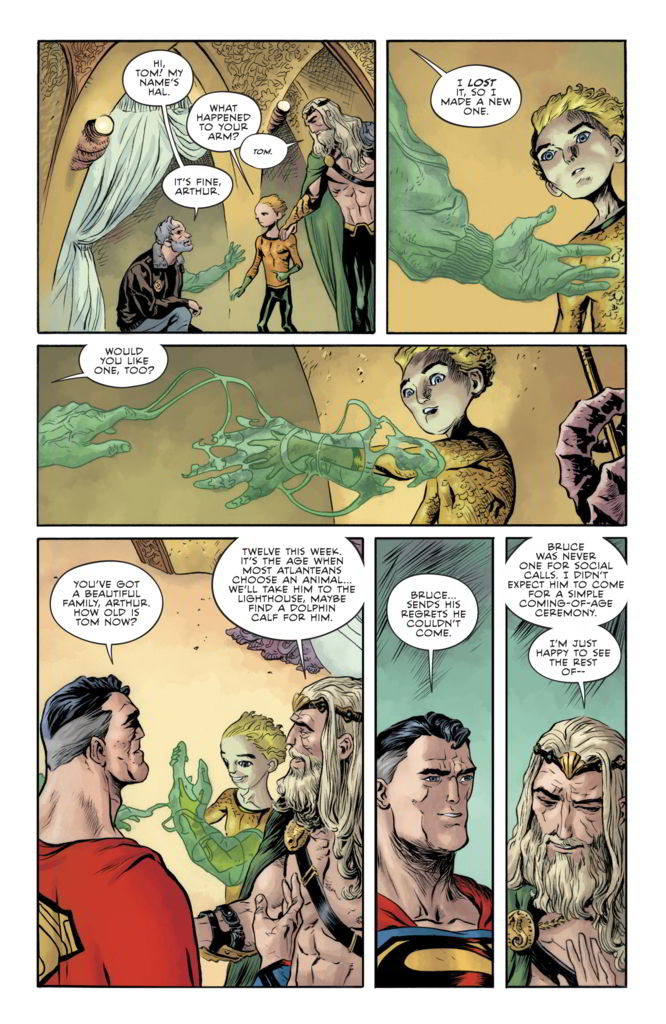 HI,
TOM! MY
NAME'S
HAL.
WHAT
HAPPENED
TO YOUR
ARM?
TOM.
IT'S FINE,
ARTHUR.
I LOST
IT, SO I
MADE A NEW
ONE.
WOULD
YOU LIKE
ONE, TOO?
YOU'VE GOT
A BEAUTIFUL
FAMILY, ARTHUR.
HOW OLD IS
TOM NOW?
TWELVE THIS WEEK.
IT'S THE AGE WHEN
MOST ATLANTEANS
CHOOSE AN ANIMAL...
WE'LL TAKE HIM TO THE
LIGHTHOUSE, MAYBE
FIND A DOLPHIN
CALF FOR HIM.
BRUCE...
SENDS HIS
REGRETS HE
COULDN'T
COME.
BRUCE
WAS NEVER
ONE FOR SOCIAL
CALLS. I DIDN'T
EXPECT HIM TO COME
FOR A SIMPLE
COMING-OF-AGE
CEREMONY.
I'M JUST
HAPPY TO SEE
THE REST
OF--